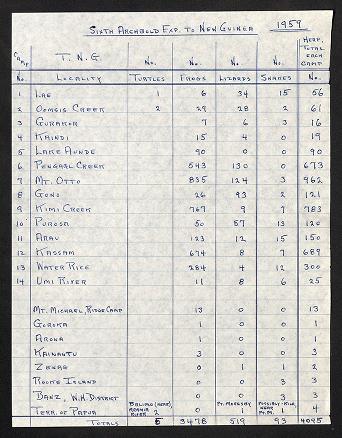 SIXTH ARCHBOLD EXP. TO NEW GUINEA 1959
CAMP No. T. N. G. LOCALITY No. TURTLES No. FROGS No. LIZARDS No. SNAKES HERP. TOTAL EACH CAMP No.
1 LAE 1 6 34 15 56
2 OOMSIS CREEK 2 29 28 2 61
3 GURAKOR 7 6 3 16
4 KAINDI 15 4 0 19
5 LAKE AUNDE 90 0 0 90
6 PENGAGL CREEK 543 130 0 673
7 MT. OTTO 835 124 3 962
8 GONO 26 93 2 121
9 KIMI CREEK 767 9 7 783
10 PUROSA 50 57 13 120
11 ARAU 123 12 15 150
12 KASSAM 674 8 7 689
13 WATER RICE 284 4 12 300
14 UMI RIVER 11 8 6 25
MT. MICHAEL, RIDGE CAMP 13 0 0 13
GOROKA 1 0 0 1
ARONA 1 0 0 1
KAINANTU 3 0 0 3
ZENAG 0 1 1 2
ROOKE ISLAND 0 0 3 3
BANZ, W.H. DISTRICT 0 0 3 3
TERR. OF PAPUA BALIMO (AREA), RIVER 2 0 PT. MORESBY 1 NEAR PT. M. 1 4
TOTALS 5 3478 519 93 4095